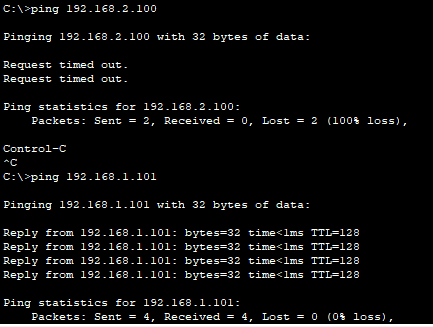 C:\>ping 192.168.2.100
Pinging 192.168.2.100 with 32 bytes of data:
Request timed out.
Request timed out.
Ping statistics for 192.168.2.100:
Packets: Sent = 2, Received = 0, Lost = 2 (100% loss),
Control-C
^C
C:\>ping 192.168.1.101
Pinging 192.168.1.101 with 32 bytes of data:
Reply from 192.168.1.101: bytes=32 time<1ms TTL=128
Reply from 192.168.1.101: bytes=32 time<1ms TTL=128
Reply from 192.168.1.101: bytes=32 time<1ms TTL=128
Reply from 192.168.1.101: bytes=32 time<1ms TTL=128
Ping statistics for 192.168.1.101:
Packets: Sent = 4, Received = 4, Lost = 0 (0% loss),